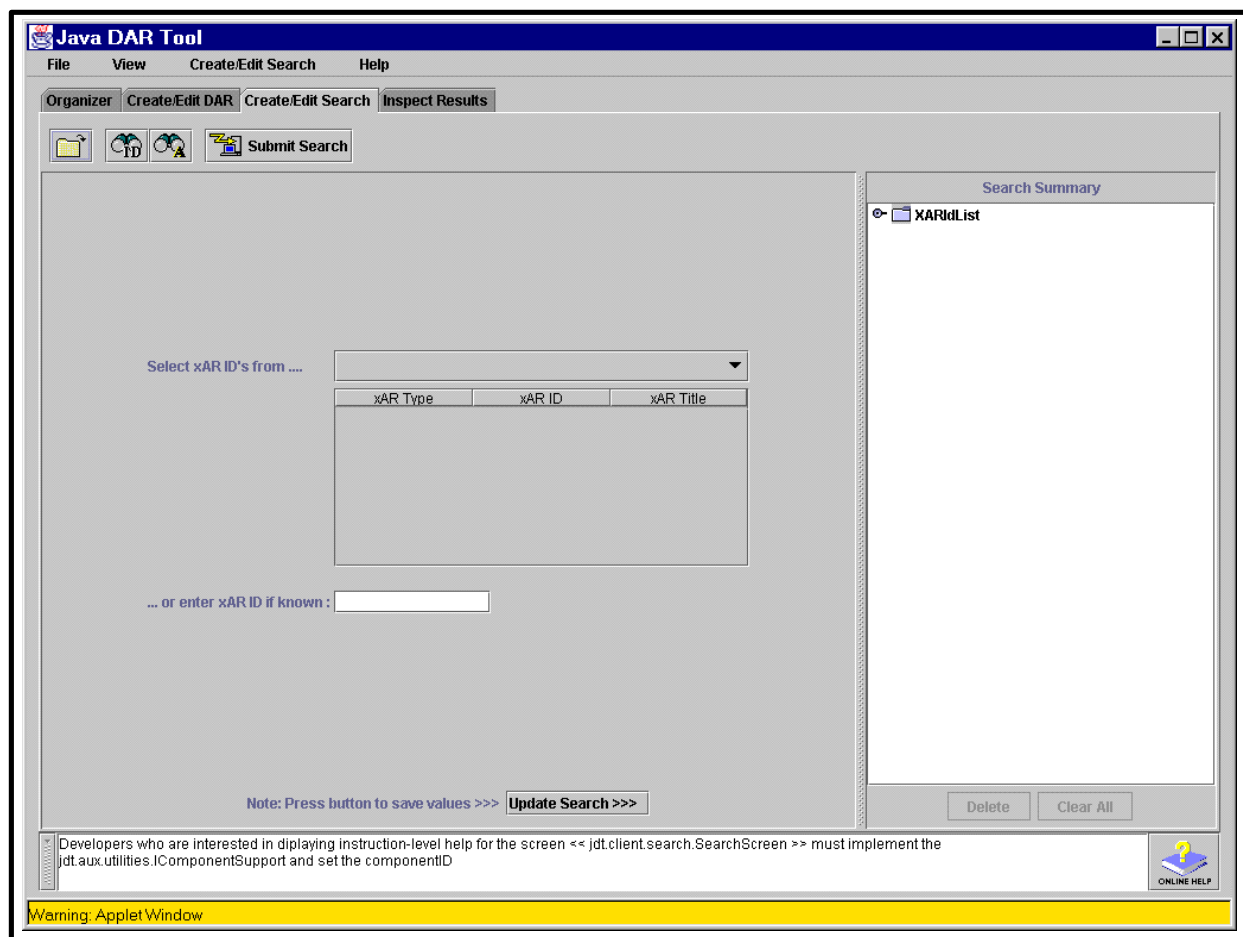 Java DAR Tool
File View Create/Edit Search Help
Organizer Create/Edit DAR Create/Edit Search Inspect Results
ID A Submit Search
Search Summary
XARIdList
Select xAR ID's from ....
xAR Type xAR ID xAR Title
... or enter xAR ID if known :
Note: Press button to save values >>> Update Search >>>
Delete Clear All
Developers who are interested in diplaying instruction-level help for the screen << jdt.client.search.SearchScreen >> must implement the
jdt.aux.utilities.IComponentSupport and set the componentID
ONLINE HELP
Warning: Applet Window